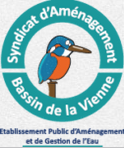 Syndicat d'Aménagement
Bassin de la Vienne
Etablissement Public d'Aménagement
et de Gestion de l'Eau